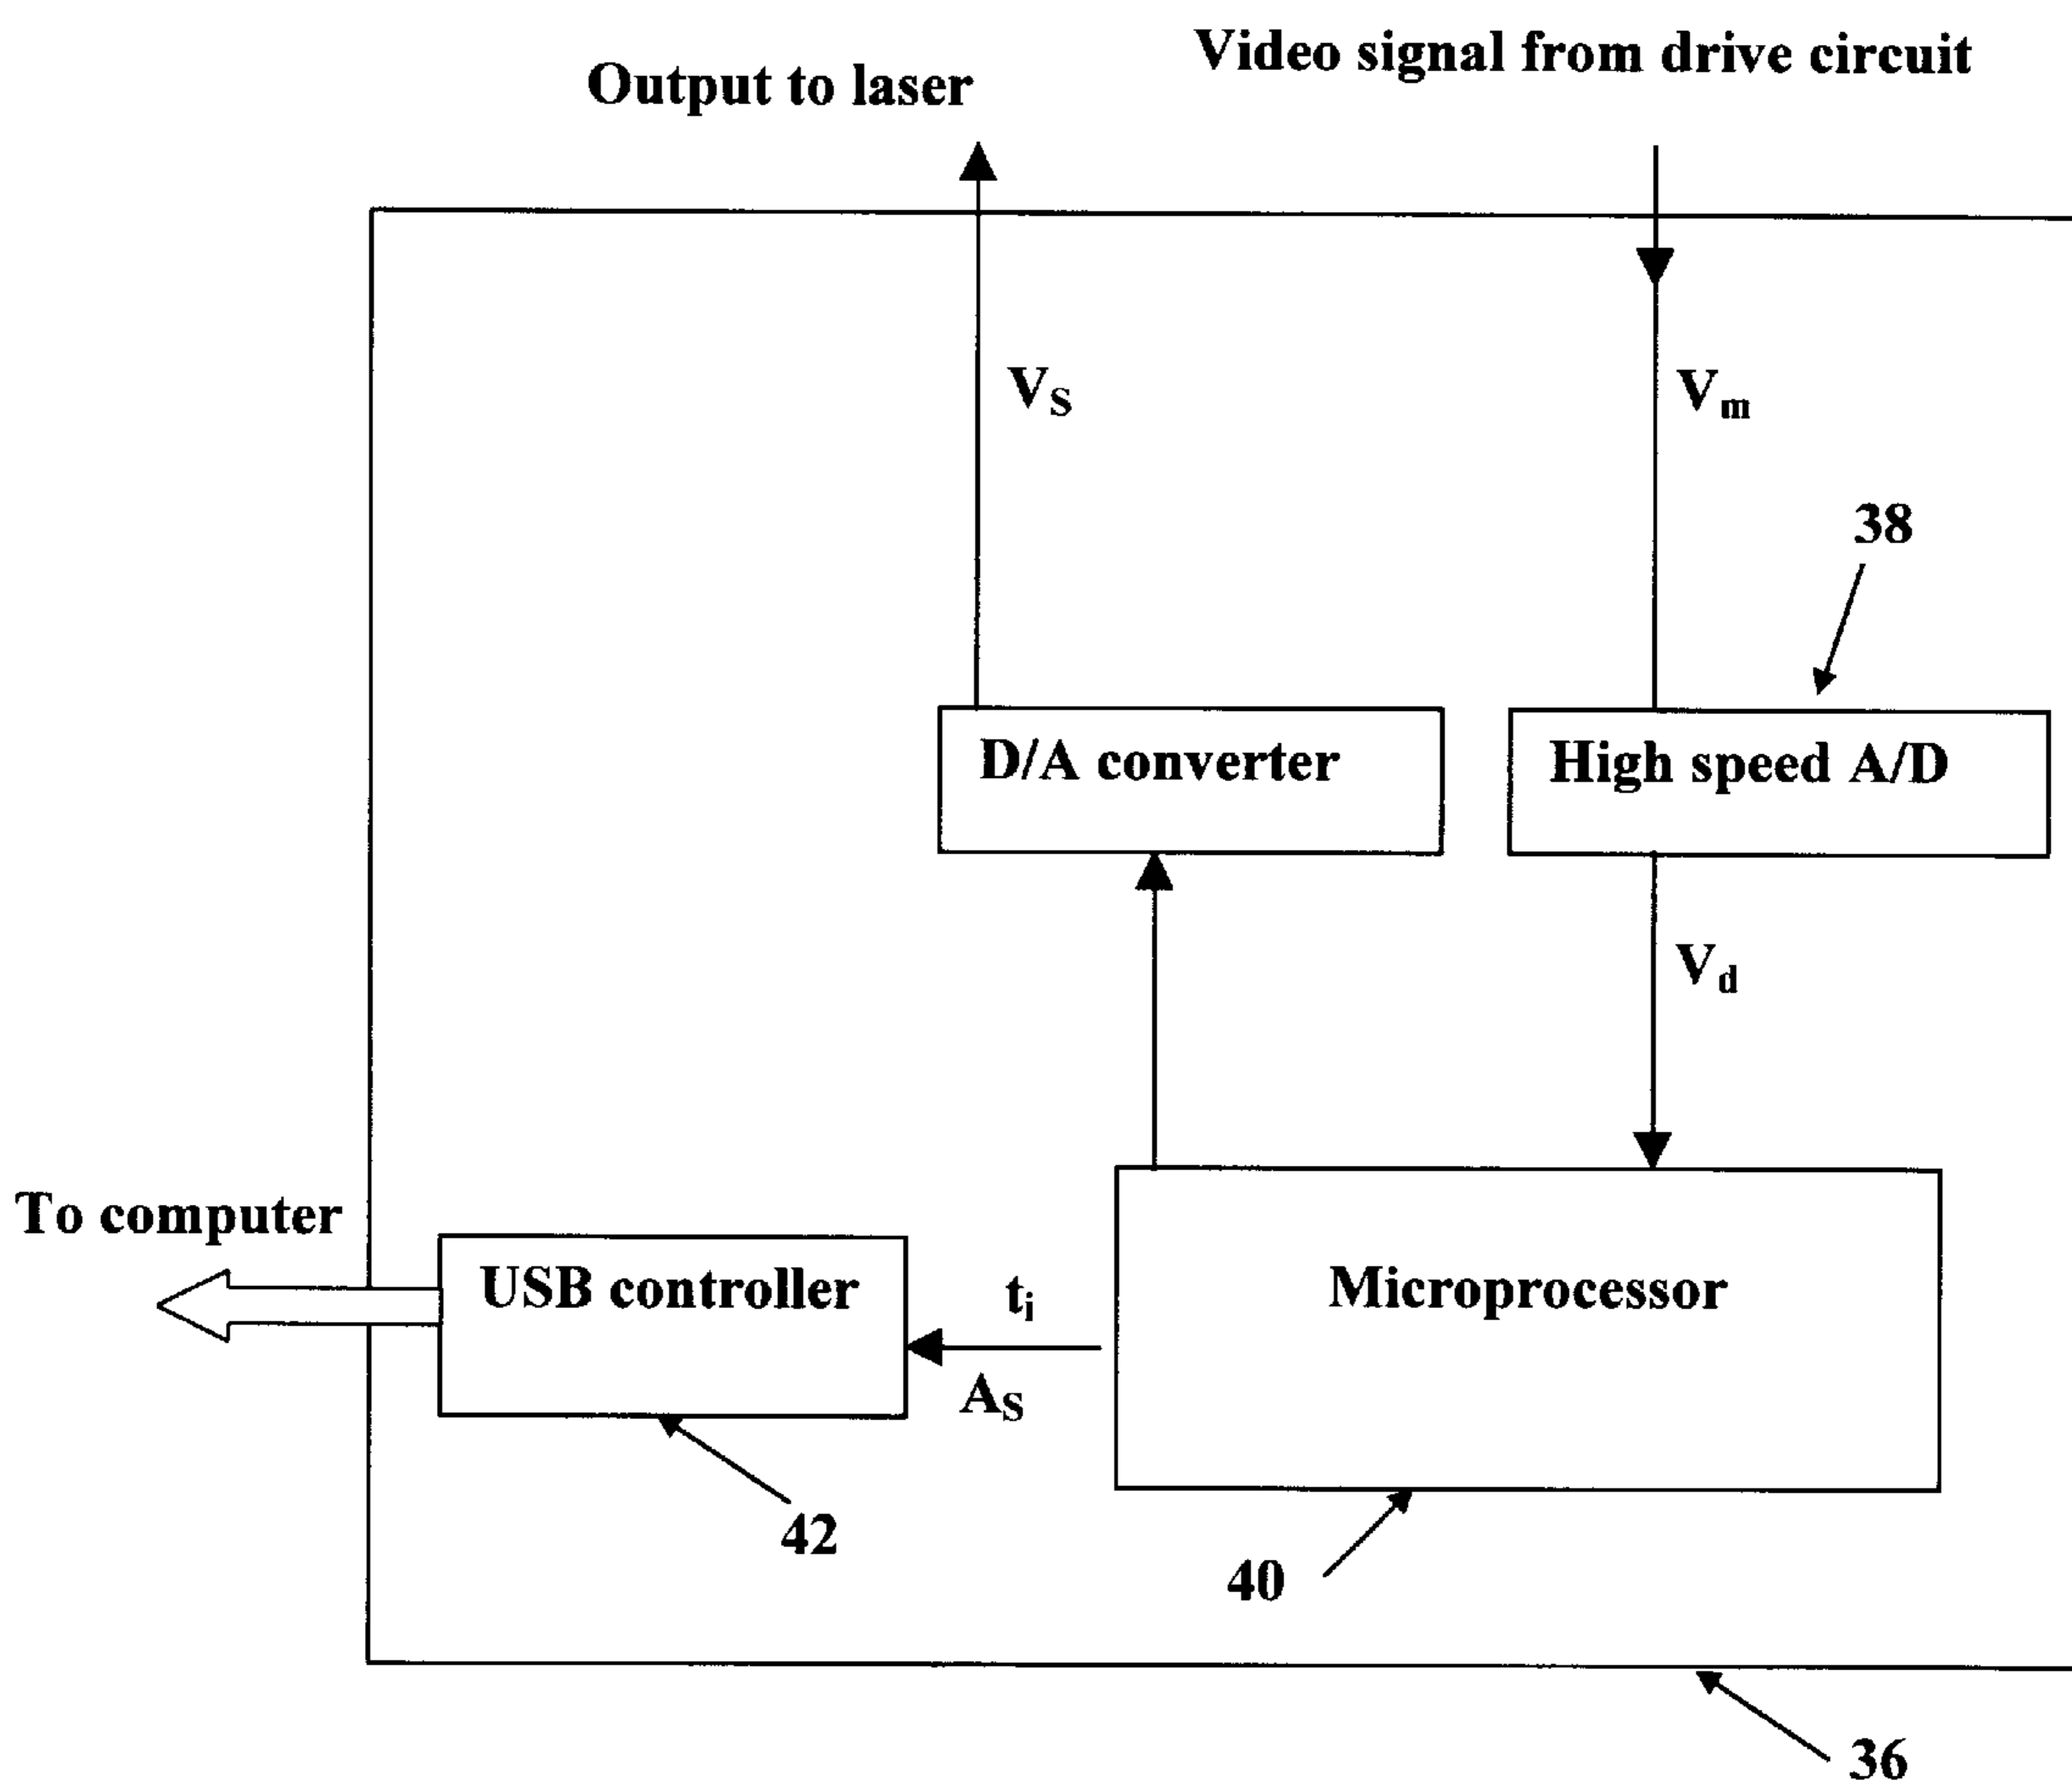 Video signal from drive circuit
Output to laser
VS
Vm
38
D/A converter
High speed A/D
Vd
To computer
USB controller
ti
Microprocessor
AS
42
40
36